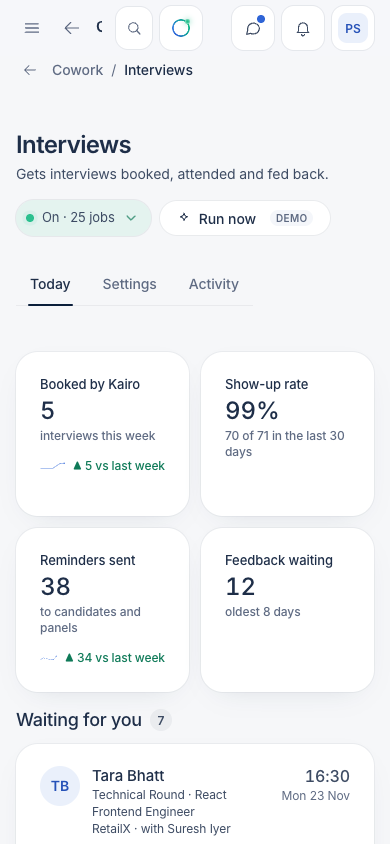 PS
Cowork / Interviews
Interviews
Gets interviews booked, attended and fed back.
On · 25 jobs
Run now DEMO
Today Settings Activity
Booked by Kairo
5
interviews this week
▲ 5 vs last week
Show-up rate
99%
70 of 71 in the last 30
days
Reminders sent
38
to candidates and
panels
▲ 34 vs last week
Feedback waiting
12
oldest 8 days
Waiting for you 7
TB
Tara Bhatt
Technical Round · React
Frontend Engineer
RetailX · with Suresh Iyer
16:30
Mon 23 Nov